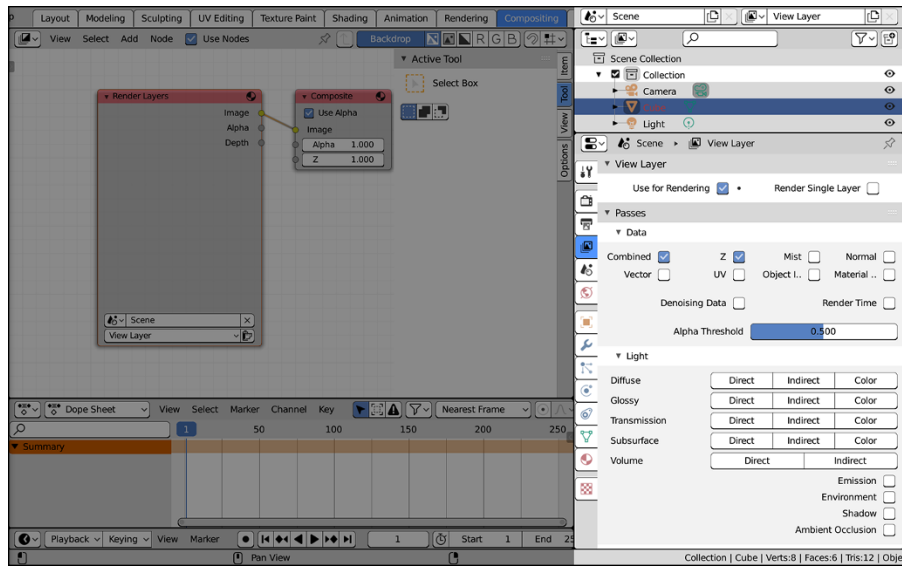 Layout Modeling Sculpting UV Editing Texture Paint Shading Animation Rendering Compositing
Scene View Layer
View Select Add Node Use Nodes Backdrop R G B
Active Tool
Select Box
Item
Tool
View
Options
Render Layers
Image
Alpha
Depth
Scene
View Layer
Composite
Use Alpha
Image
Alpha 1.000
Z 1.000
Scene Collection
Collection
Camera
Light
Scene View Layer
View Layer
Use for Rendering Render Single Layer
Passes
Data
Combined Z Mist Normal
Vector UV Object I.. Material ..
Denoising Data Render Time
Alpha Threshold 0.500
Light
Diffuse Direct Indirect Color
Glossy Direct Indirect Color
Transmission Direct Indirect Color
Subsurface Direct Indirect Color
Volume Direct Indirect
Emission
Environment
Shadow
Ambient Occlusion
Dope Sheet View Select Marker Channel Key Nearest Frame
1 50 100 150 200 250
Summary
Playback Keying View Marker 1 Start 1 End 25
Pan View
Collection | Cube | Verts:8 | Faces:6 | Tris:12 | Obje